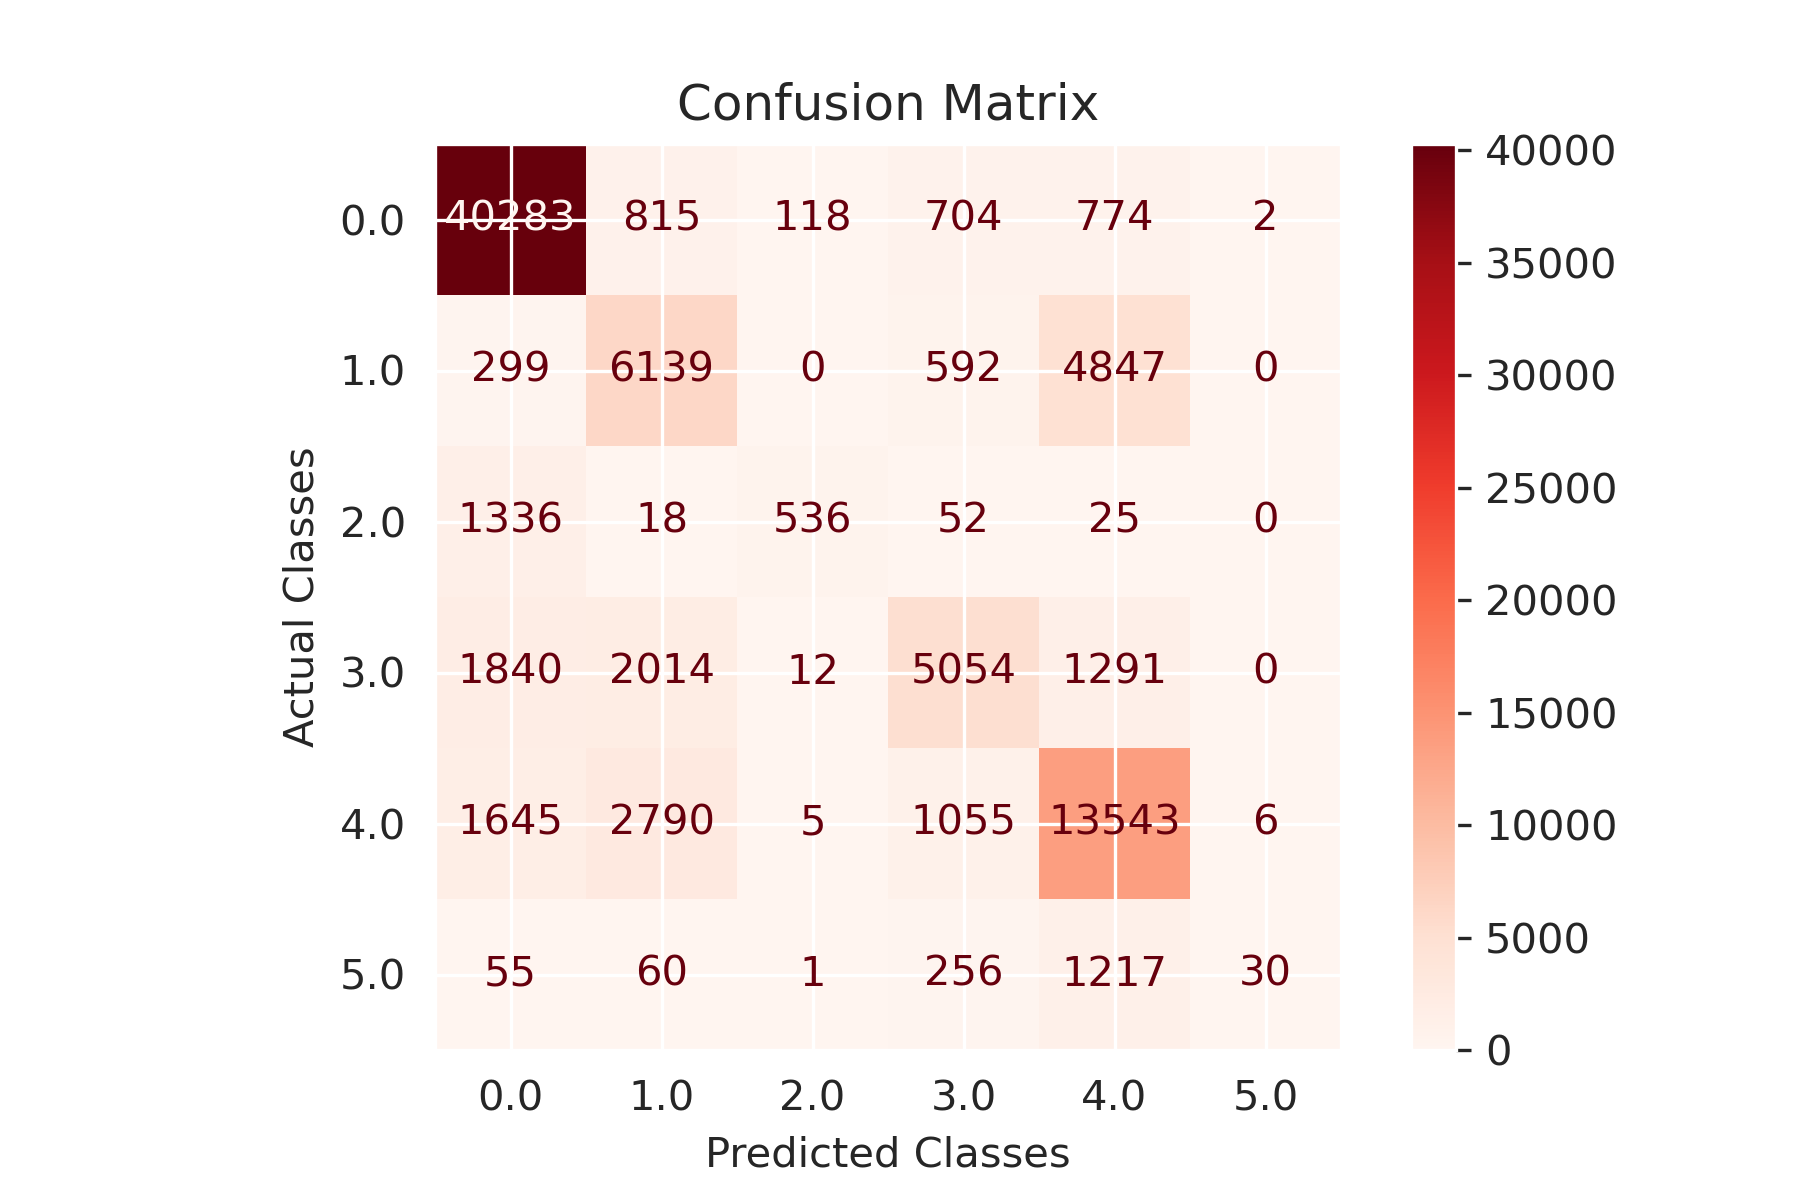 Confusion Matrix
Actual Classes
0.0 40283 815 118 704 774 2
1.0 299 6139 0 592 4847 0
2.0 1336 18 536 52 25 0
3.0 1840 2014 12 5054 1291 0
4.0 1645 2790 5 1055 13543 6
5.0 55 60 1 256 1217 30
0.0 1.0 2.0 3.0 4.0 5.0
Predicted Classes
40000
35000
30000
25000
20000
15000
10000
5000
0